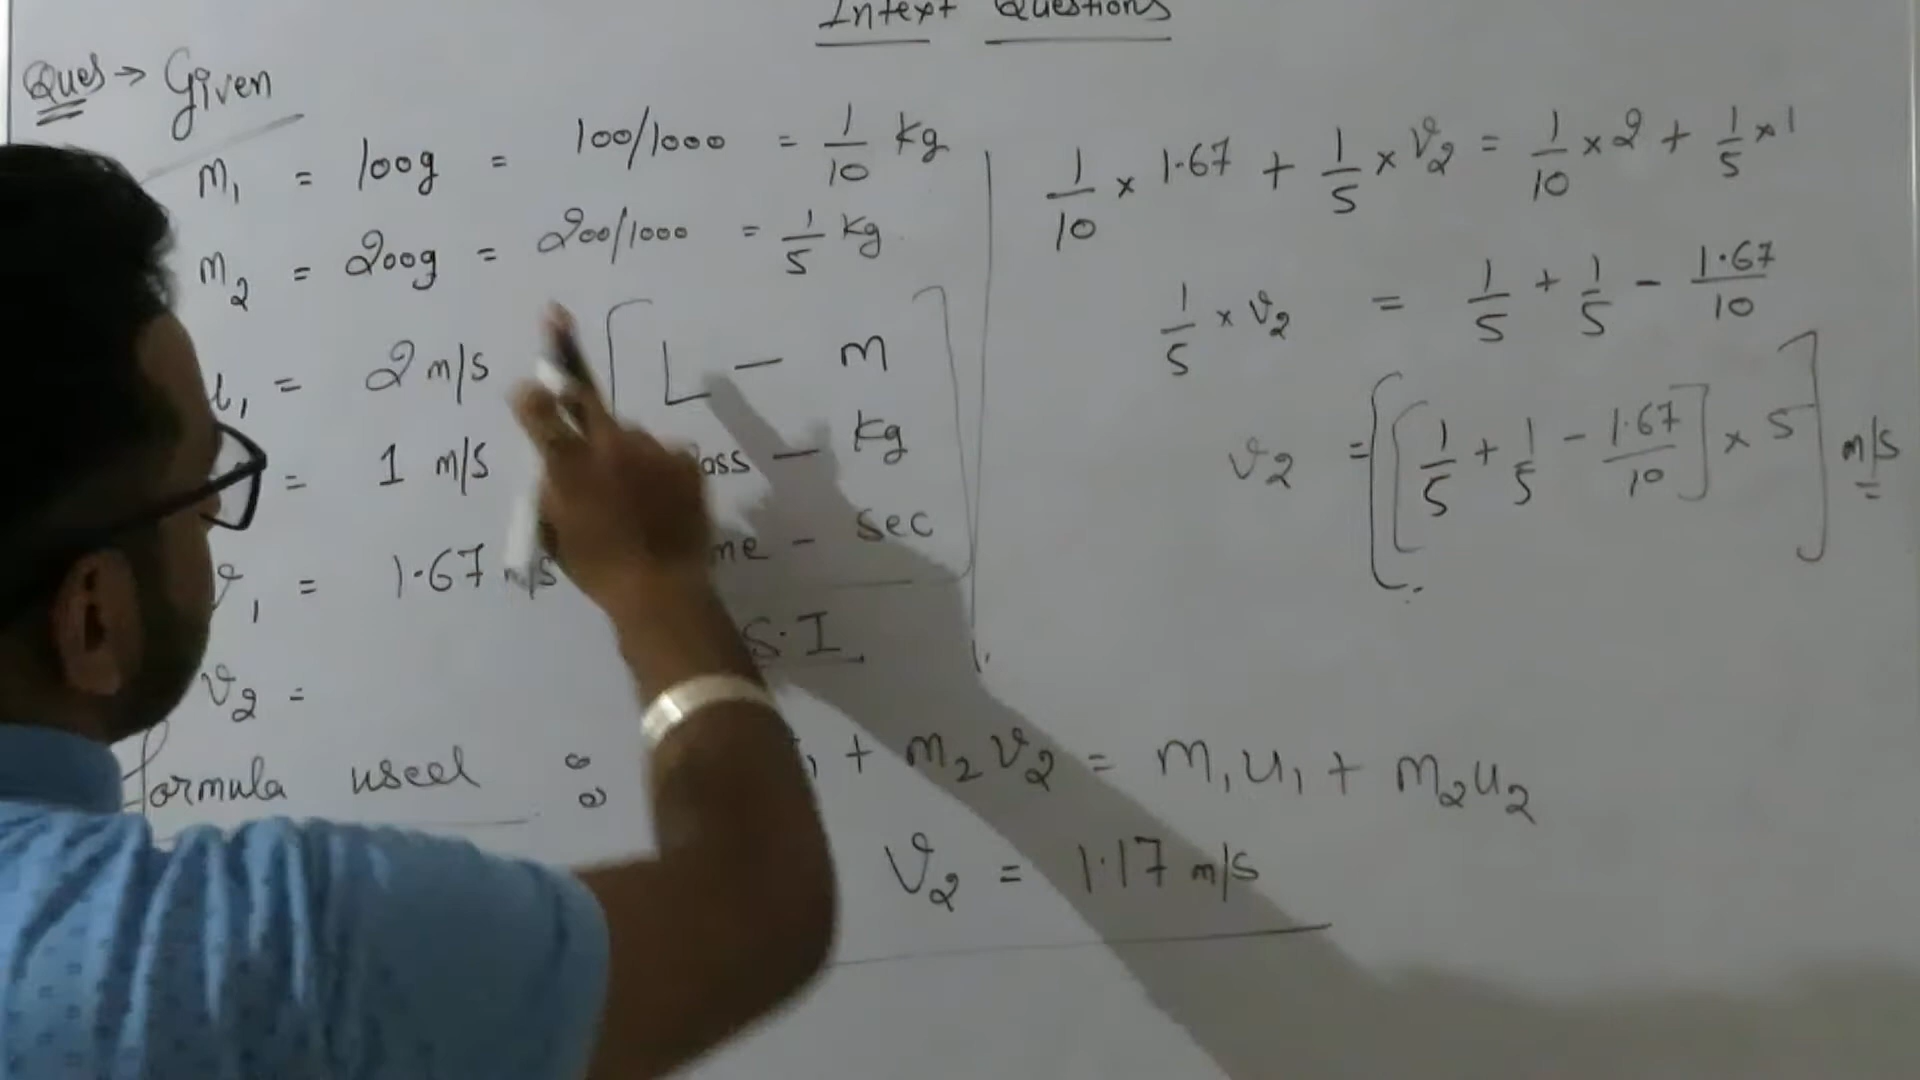 Intext Questions
Ques → Given
m₁ = 100g = 100/1000 = 1/10 kg
m₂ = 200g = 200/1000 = 1/5 kg
= 2 m/s
= 1 m/s
v₁ = 1.67 m/s
v₂ =
[L — m
— kg
— sec]
S.I
formula used :
+ m₂v₂ = m₁u₁ + m₂u₂
v₂ = 1.17 m/s
1/10 × 1.67 + 1/5 × v₂ = 1/10 × 2 + 1/5 × 1
1/5 × v₂ = 1/5 + 1/5 - 1.67/10
v₂ = [[1/5 + 1/5 - 1.67/10] × 5] m/s